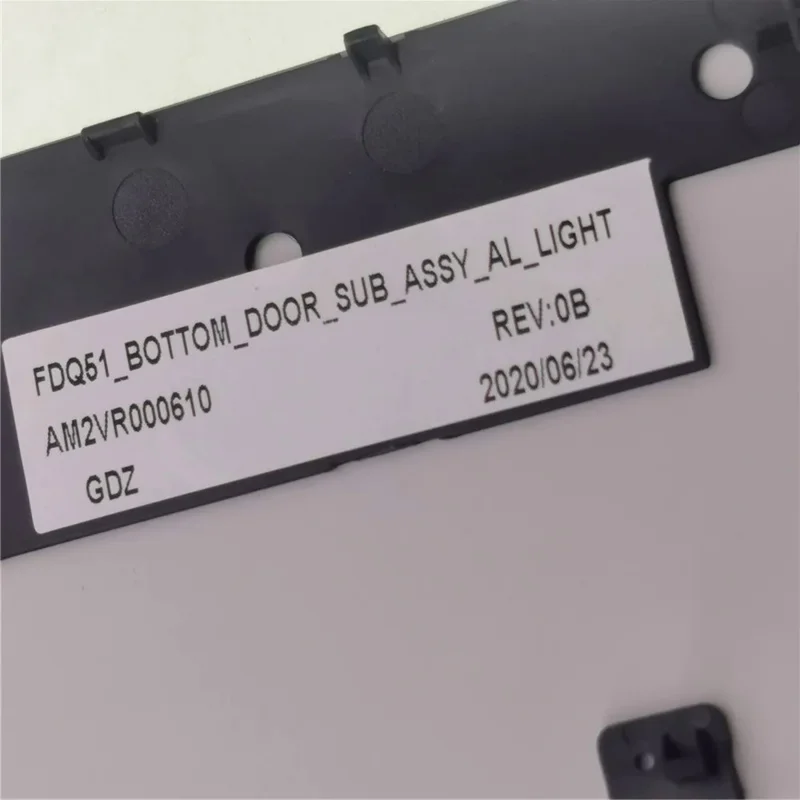 FDQ51_BOTTOM_DOOR_SUB_ASSY_AL_LIGHT
AM2VR000610 REV:0B
GDZ 2020/06/23